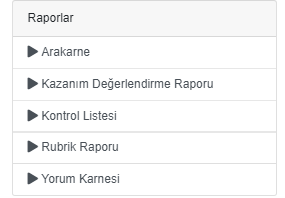 Raporlar
Arakarne
Kazanım Değerlendirme Raporu
Kontrol Listesi
Rubrik Raporu
Yorum Karnesi